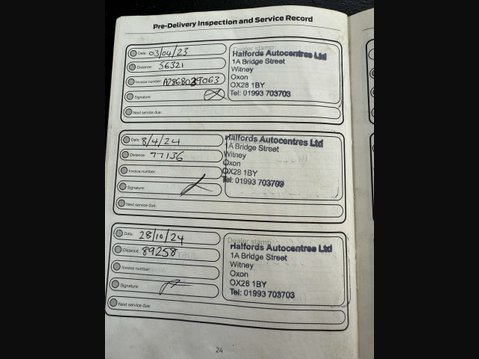 Pre-Delivery Inspection and Service Record
Date: 03/04/23
Distance: 56321
Invoice number:
Signature:
Next service due:
Dealer stamp
Halfords Autocentres Ltd
1A Bridge Street
Witney
Oxon
OX28 1BY
Tel: 01993 703703
Date: 8/4/24
Distance: 77136
Invoice number:
Signature:
Next service due:
Halfords Autocentres Ltd
1A Bridge Street
Witney
Oxon
OX28 1BY
Tel: 01993 703703
Date: 28/10/24
Distance: 89258
Invoice number:
Signature:
Next service due:
Dealer stamp
Halfords Autocentres Ltd
1A Bridge Street
Witney
Oxon
OX28 1BY
Tel: 01993 703703
24